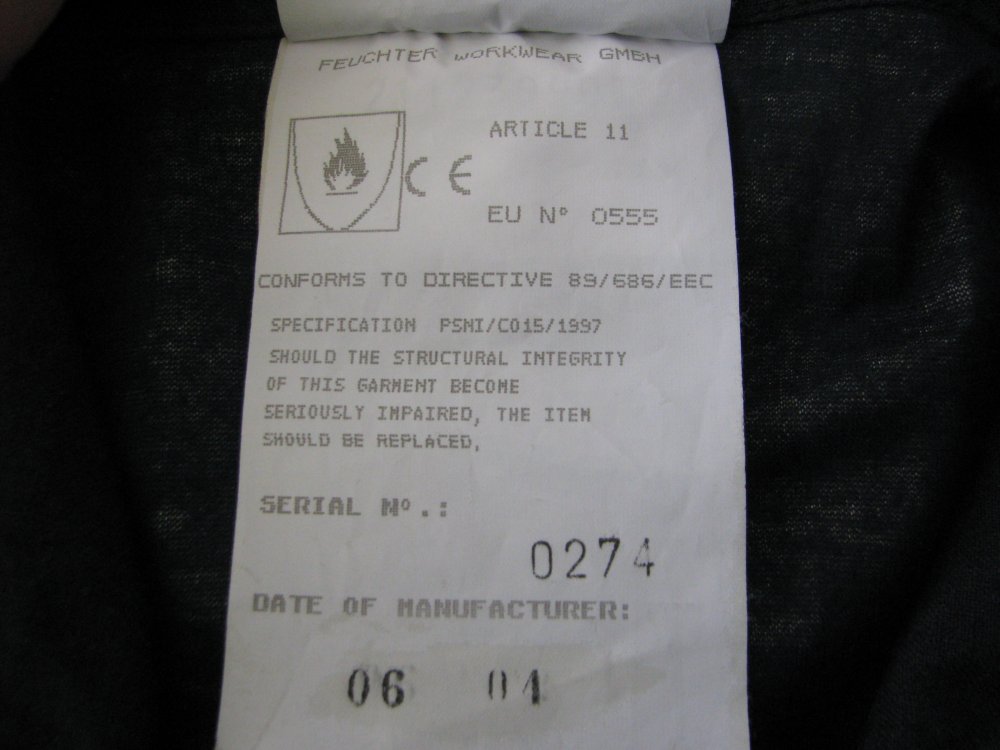 FEUCHTER WORKWEAR GMBH
ARTICLE 11
CE
EU Nº 0555
CONFORMS TO DIRECTIVE 89/686/EEC
SPECIFICATION PSNI/C015/1997
SHOULD THE STRUCTURAL INTEGRITY
OF THIS GARMENT BECOME
SERIOUSLY IMPAIRED, THE ITEM
SHOULD BE REPLACED.
SERIAL Nº.:
0274
DATE OF MANUFACTURER:
06 04